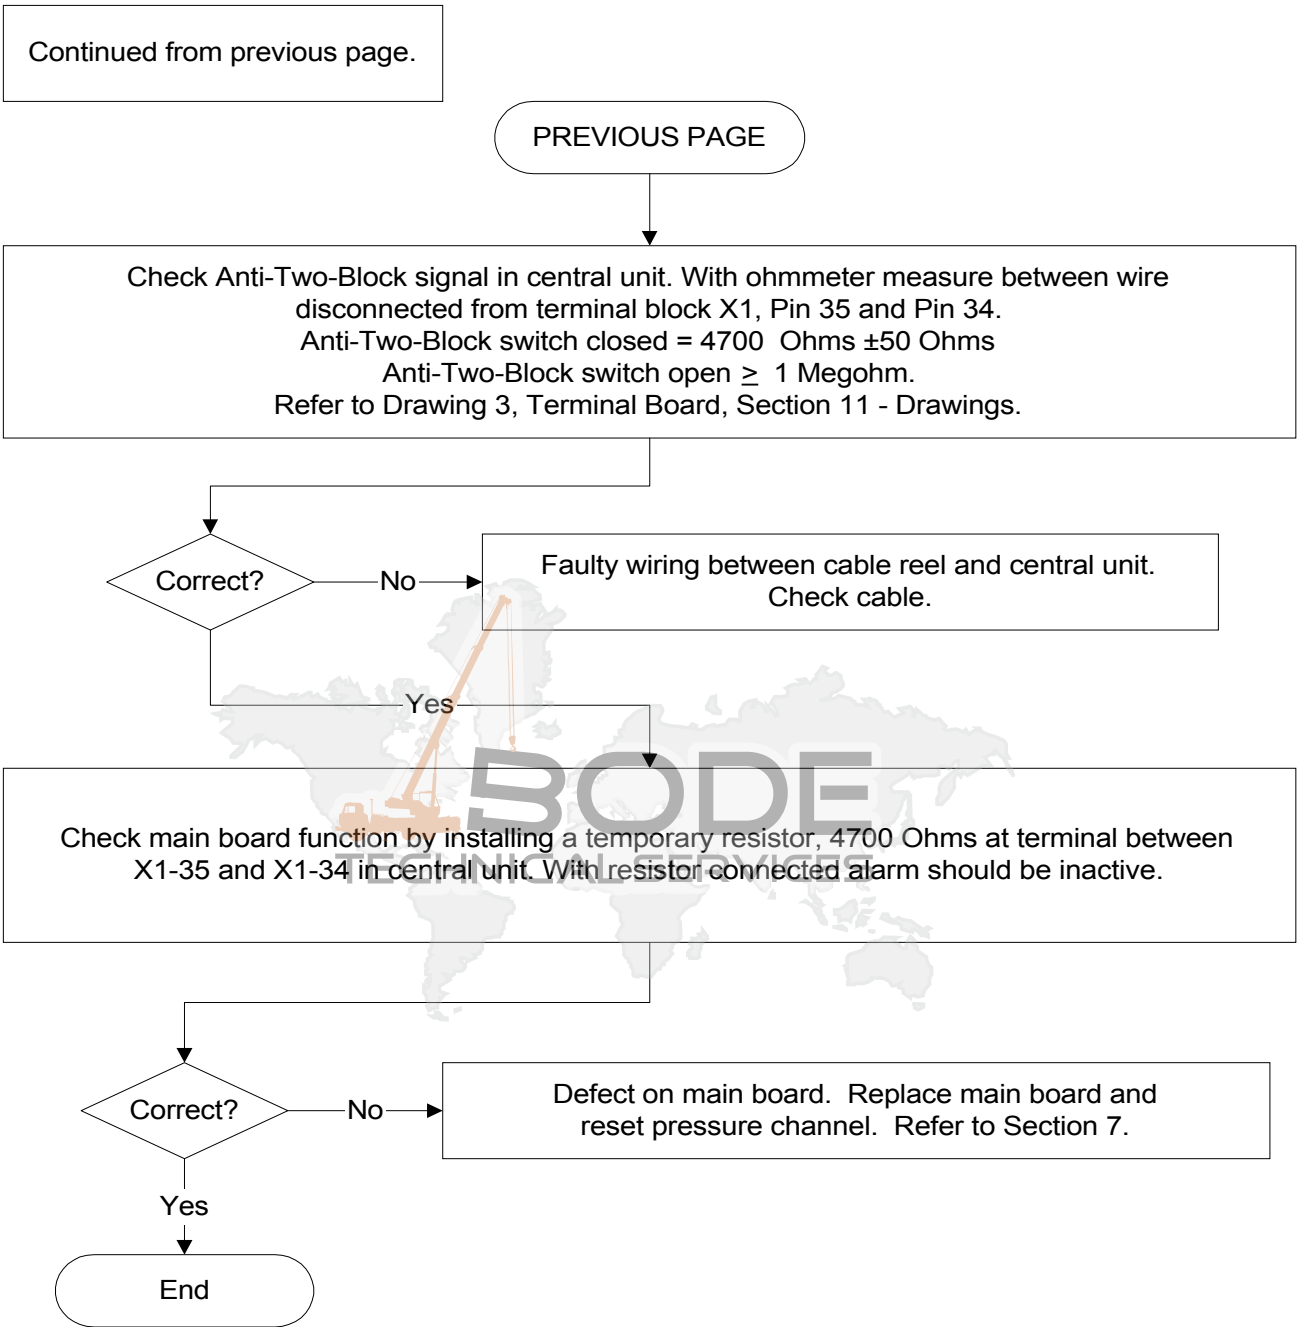 Continued from previous page.
PREVIOUS PAGE
Check Anti-Two-Block signal in central unit. With ohmmeter measure between wire
disconnected from terminal block X1, Pin 35 and Pin 34.
Anti-Two-Block switch closed = 4700 Ohms ±50 Ohms
Anti-Two-Block switch open ≥ 1 Megohm.
Refer to Drawing 3, Terminal Board, Section 11 - Drawings.
Correct?
No
Faulty wiring between cable reel and central unit.
Check cable.
Yes
BODE
TECHNICAL SERVICES
Check main board function by installing a temporary resistor, 4700 Ohms at terminal between
X1-35 and X1-34 in central unit. With resistor connected alarm should be inactive.
Correct?
No
Defect on main board. Replace main board and
reset pressure channel. Refer to Section 7.
Yes
End